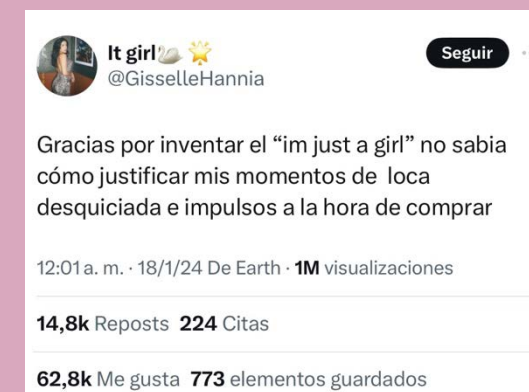 It girl🦢 🌟
Seguir
@GisselleHannia
Gracias por inventar el “im just a girl” no sabia
cómo justificar mis momentos de loca
desquiciada e impulsos a la hora de comprar
12:01 a. m. · 18/1/24 De Earth · 1M visualizaciones
14,8k Reposts 224 Citas
62,8k Me gusta 773 elementos guardados